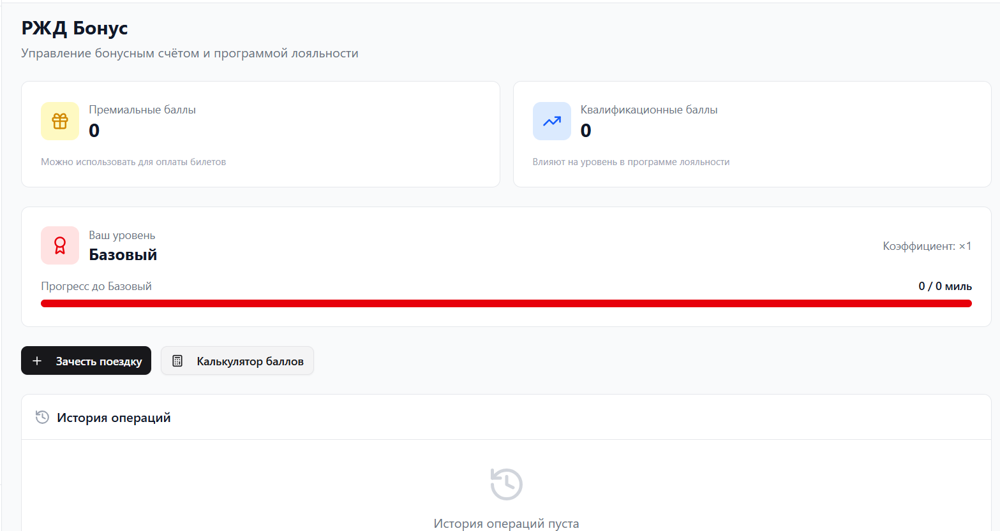 РЖД Бонус
Управление бонусным счётом и программой лояльности
Премиальные баллы
0
Можно использовать для оплаты билетов
Квалификационные баллы
0
Влияют на уровень в программе лояльности
Ваш уровень
Базовый
Коэффициент: ×1
Прогресс до Базовый
0 / 0 миль
Зачесть поездку
Калькулятор баллов
История операций
История операций пуста